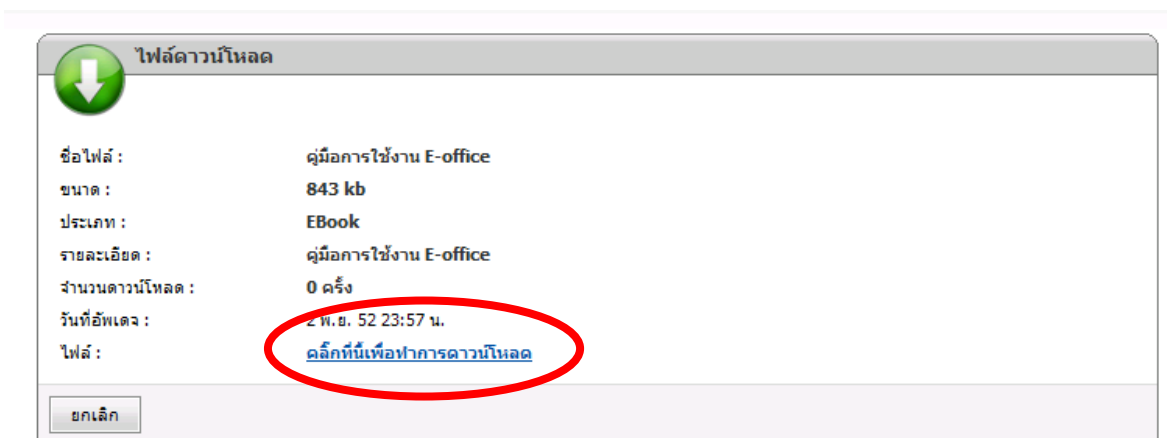 ไฟล์ดาวน์โหลด
ชื่อไฟล์ : คู่มือการใช้งาน E-office
ขนาด : 843 kb
ประเภท : EBook
รายละเอียด : คู่มือการใช้งาน E-office
จำนวนดาวน์โหลด : 0 ครั้ง
วันที่อัพเดจ : 2 พ.ย. 52 23:57 น.
ไฟล์ : คลิ๊กที่นี้เพื่อทำการดาวน์โหลด
ยกเลิก